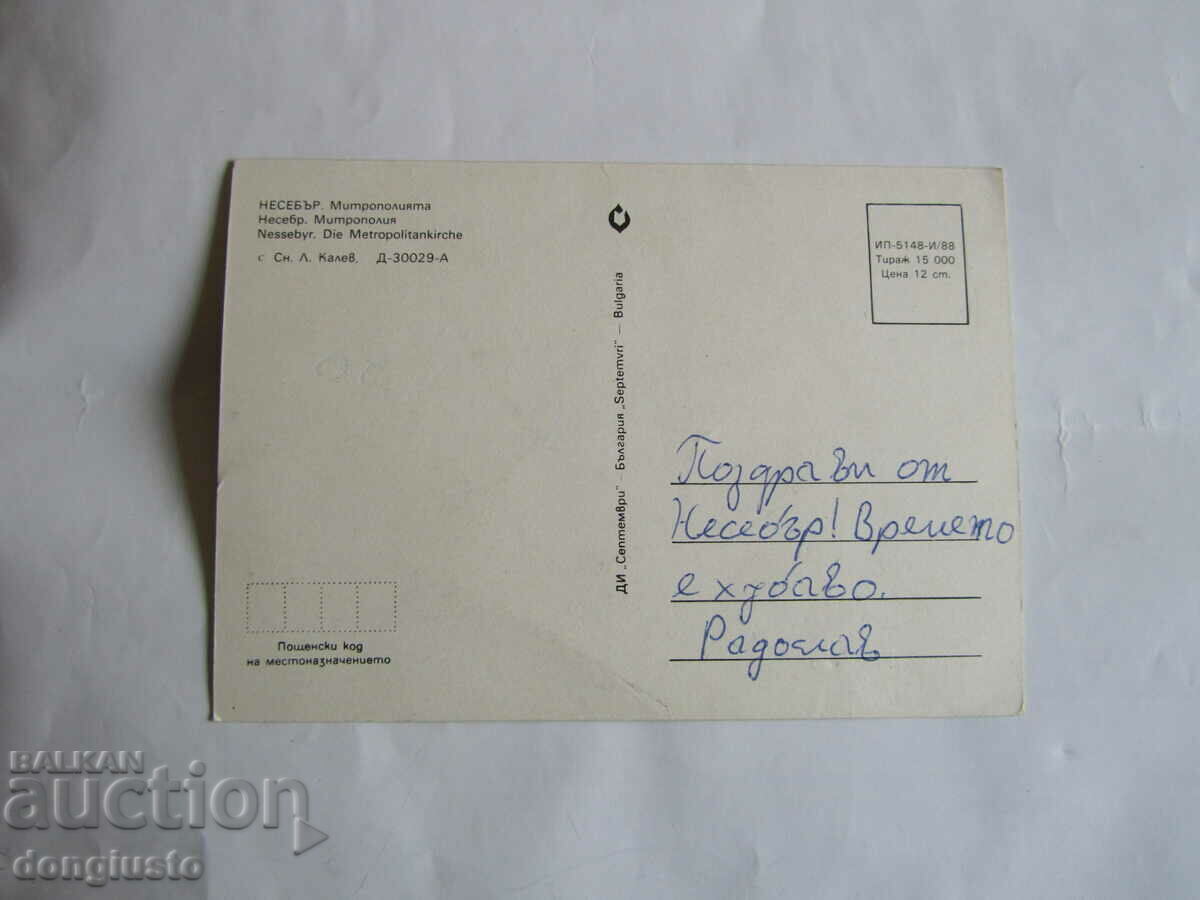 НЕСЕБЪР. Митрополията
Несебр. Митрополия
Nessebyr. Die Metropolitankirche
с Сн. Л. Калев, Д-30029-А
ДИ „Септември" — България „Septemvri" — Bulgaria
ИП-5148-И/88
Тираж 15 000
Цена 12 ст.
Поздрави от
Несебър! Времето
е хубаво.
Радослав
Пощенски код
на местоназначението
BALKAN
auction
dongiusto